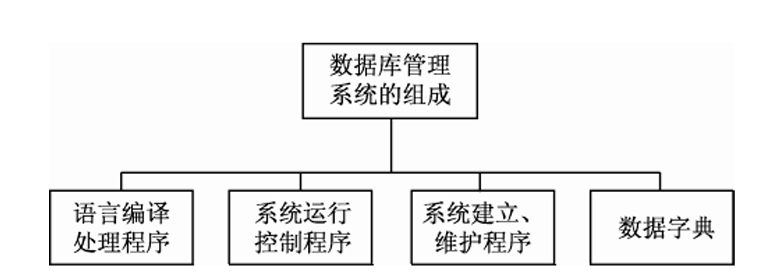 数据库管理
系统的组成
语言编译
处理程序
系统运行
控制程序
系统建立、
维护程序
数据字典